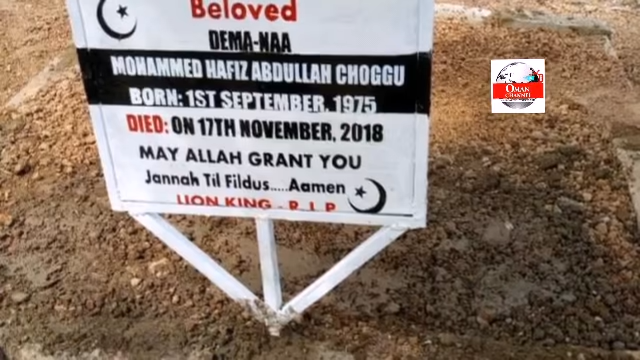 Beloved
DEMA-NAA
MOHAMMED HAFIZ ABDULLAH CHOGGU
BORN: 1ST SEPTEMBER, 1975
DIED: ON 17TH NOVEMBER, 2018
MAY ALLAH GRANT YOU
Jannah Til Fildus.....Aamen
LION KING - R.I.P
OMAN
CHANNEL